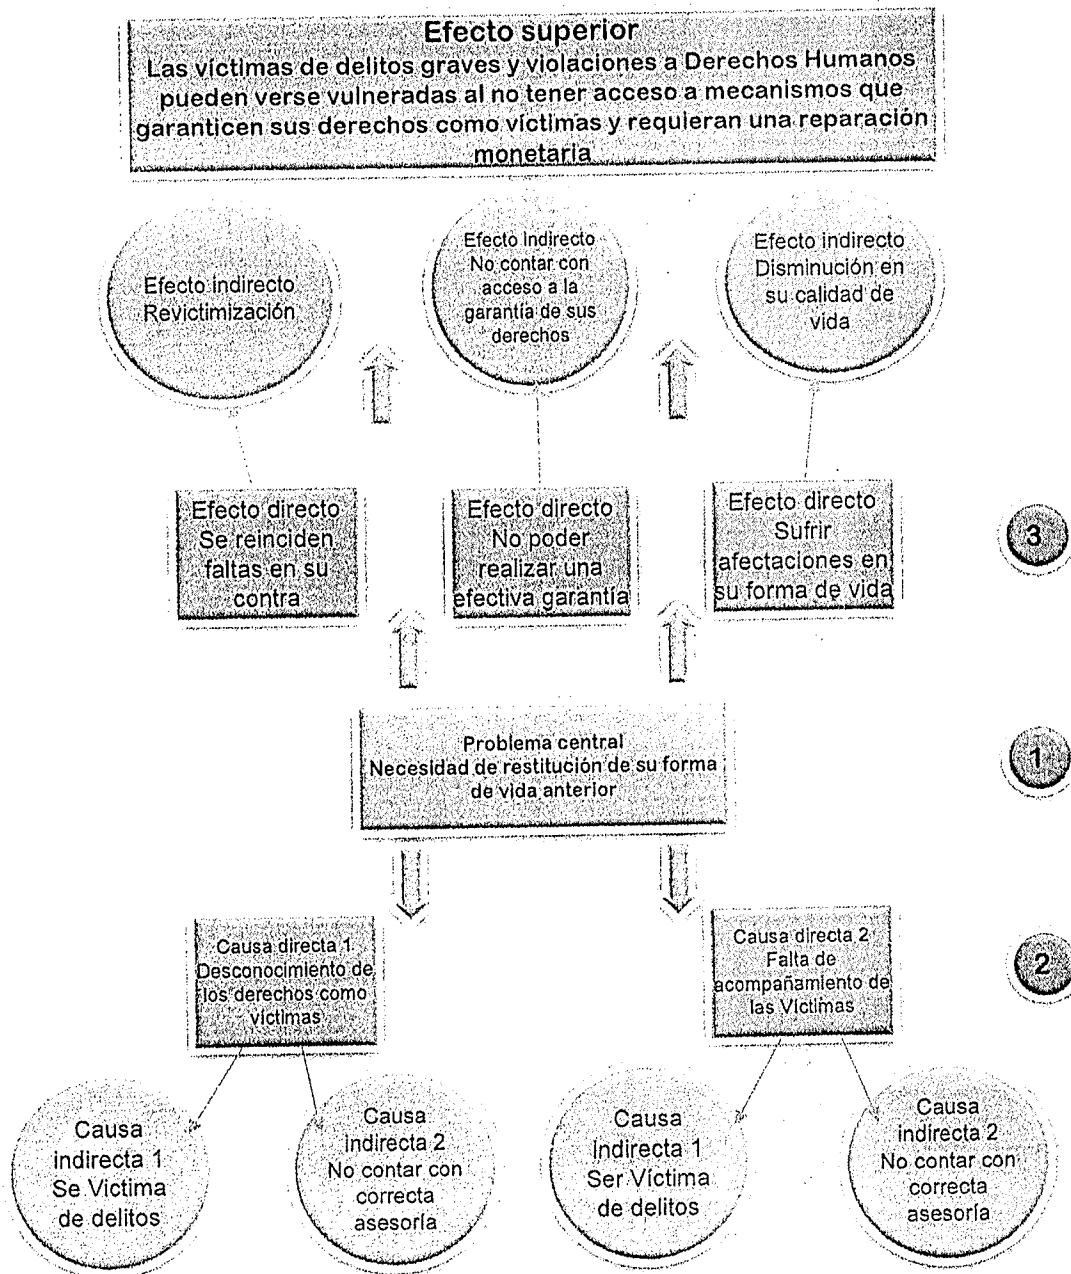 Efecto superior
Las víctimas de delitos graves y violaciones a Derechos Humanos
pueden verse vulneradas al no tener acceso a mecanismos que
garanticen sus derechos como víctimas y requieran una reparación
monetaria
Efecto indirecto
Revictimización
Efecto Indirecto
No contar con
acceso a la
garantía de sus
derechos
Efecto indirecto
Disminución en
su calidad de
vida
Efecto directo
Se reinciden
faltas en su
contra
Efecto directo
No poder
realizar una
efectiva garantía
Efecto directo
Sufrir
afectaciones en
su forma de vida
3
Problema central
Necesidad de restitución de su forma
de vida anterior
1
Causa directa 1
Desconocimiento de
los derechos como
víctimas
Causa directa 2
Falta de
acompañamiento de
las Víctimas
2
Causa
indirecta 1
Se Victima
de delitos
Causa
indirecta 2
No contar con
correcta
asesoría
Causa
Indirecta 1
Ser Víctima
de delitos
Causa
indirecta 2
No contar con
correcta
asesoría